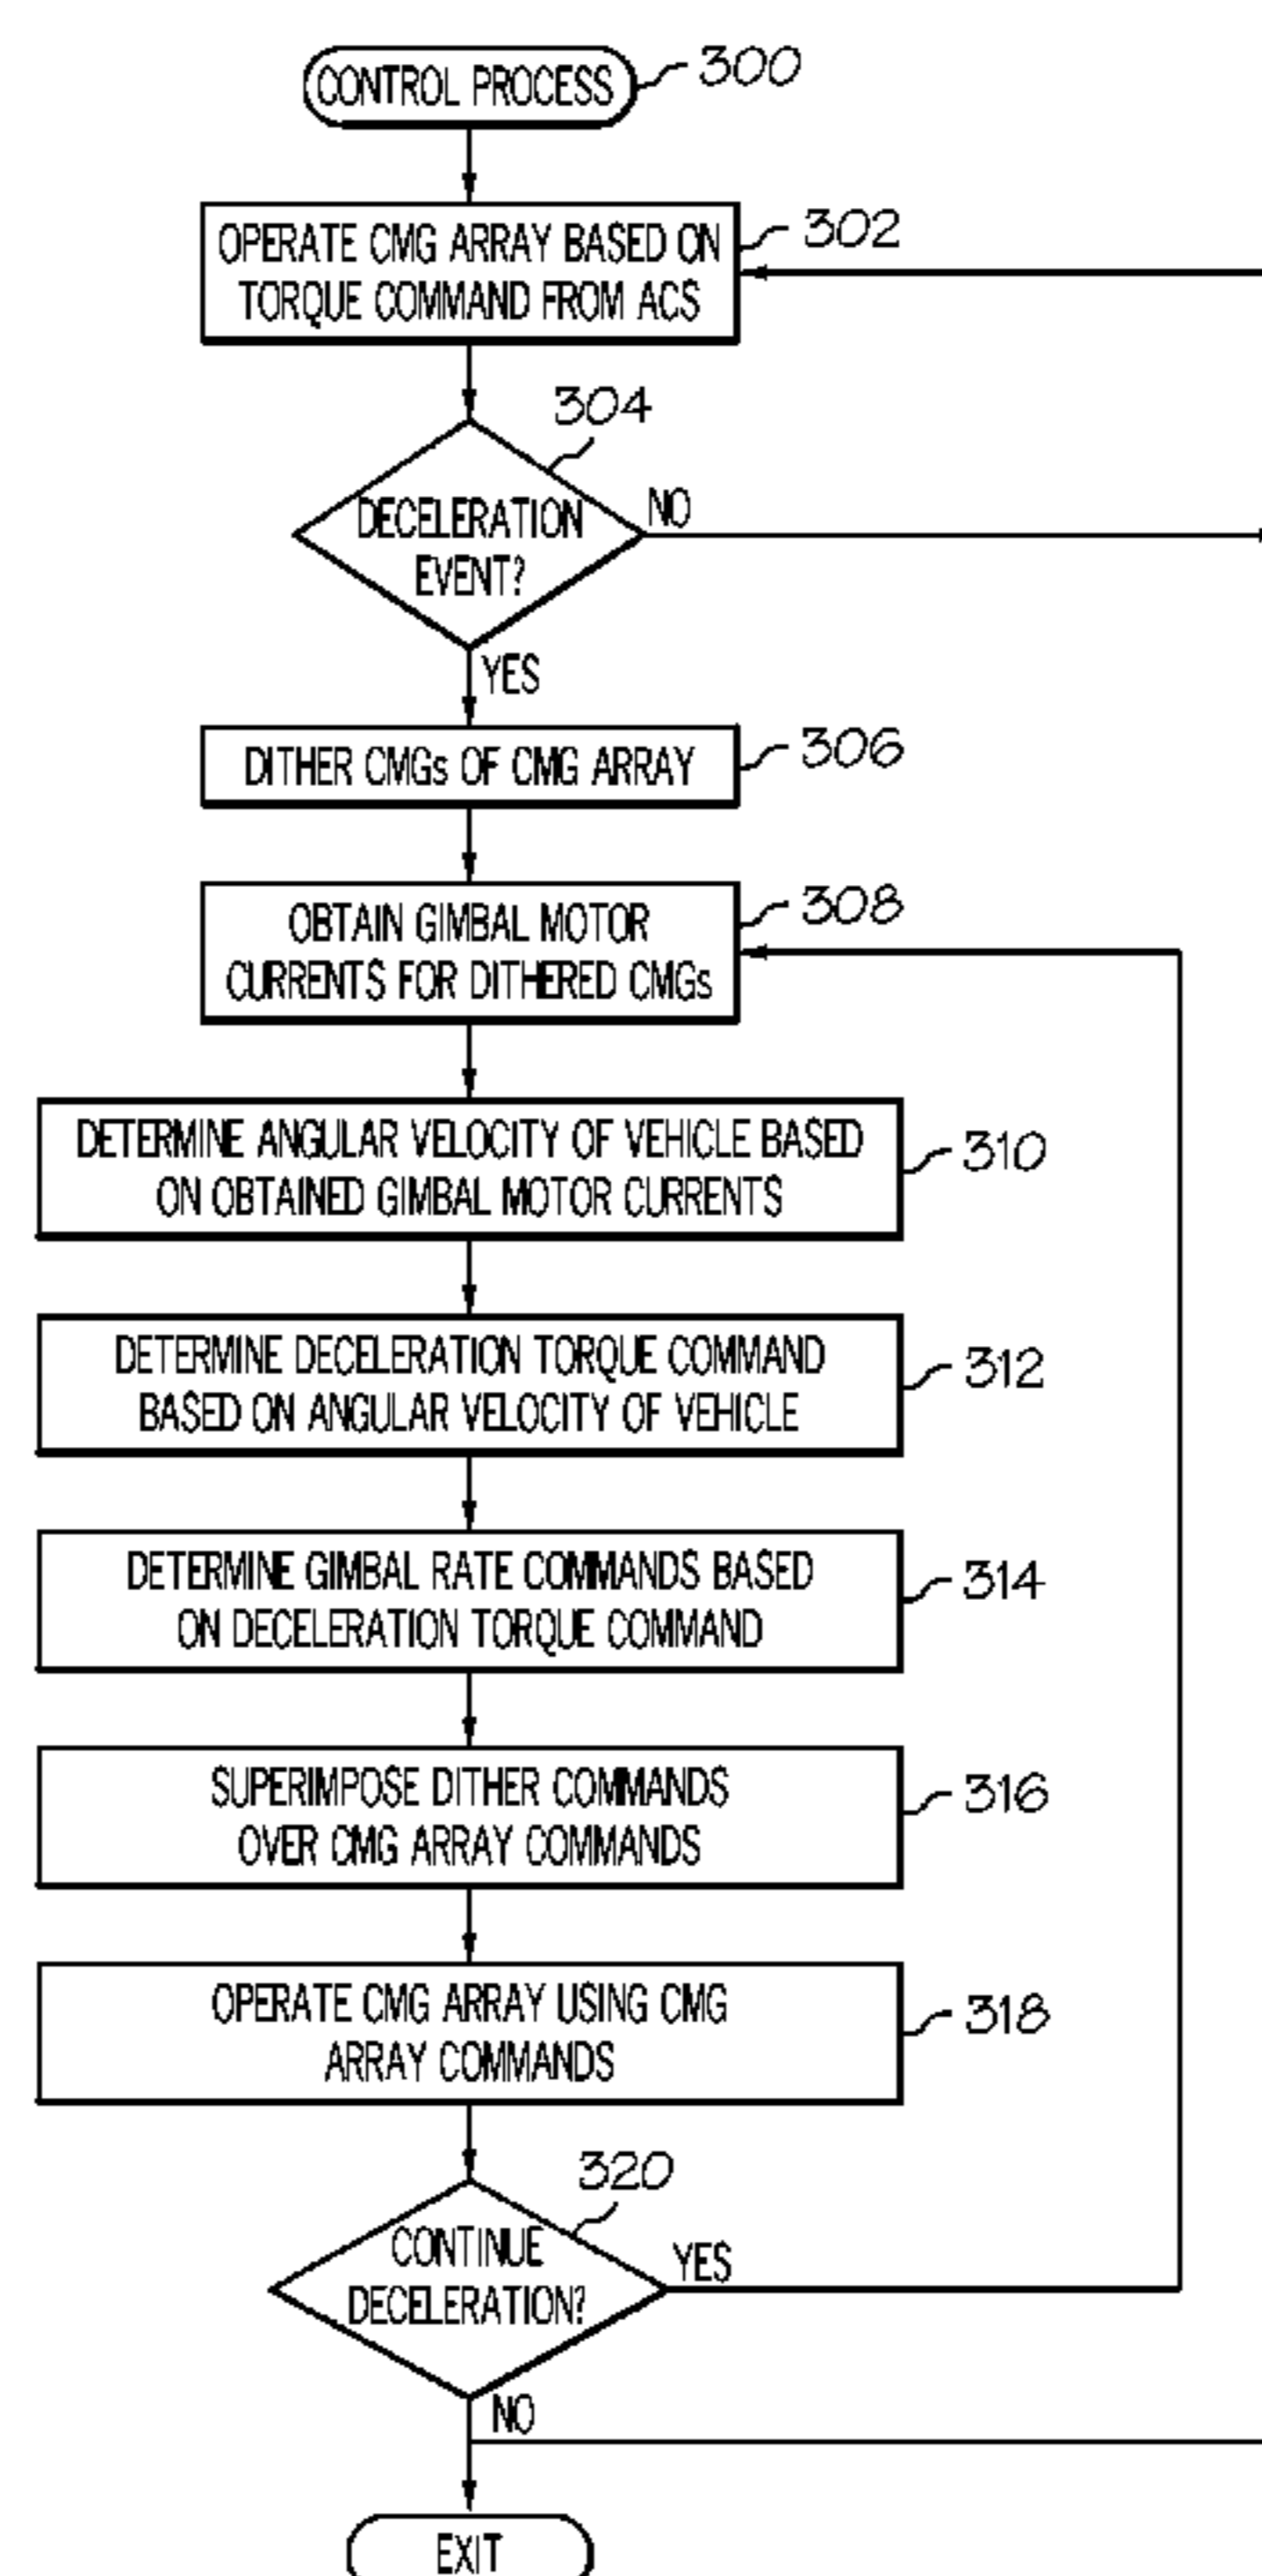 CONTROL PROCESS
300
OPERATE CMG ARRAY BASED ON
TORQUE COMMAND FROM ACS
302
304
DECELERATION
EVENT?
NO
YES
DITHER CMGs OF CMG ARRAY
306
OBTAIN GIMBAL MOTOR
CURRENTS FOR DITHERED CMGs
308
DETERMINE ANGULAR VELOCITY OF VEHICLE BASED
ON OBTAINED GIMBAL MOTOR CURRENTS
310
DETERMINE DECELERATION TORQUE COMMAND
BASED ON ANGULAR VELOCITY OF VEHICLE
312
DETERMINE GIMBAL RATE COMMANDS BASED
ON DECELERATION TORQUE COMMAND
314
SUPERIMPOSE DITHER COMMANDS
OVER CMG ARRAY COMMANDS
316
OPERATE CMG ARRAY USING CMG
ARRAY COMMANDS
318
320
CONTINUE
DECELERATION?
YES
NO
EXIT